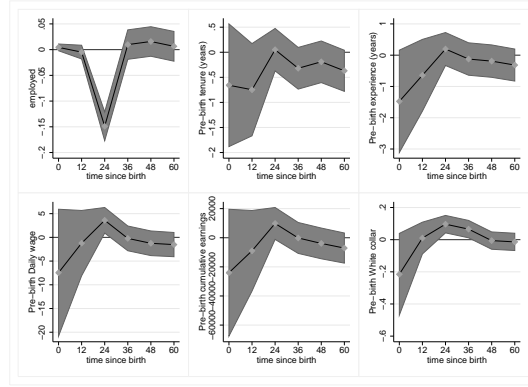 employed
.05
0
-.05
-.1
-.15
-.2
0 12 24 36 48 60
time since birth
Pre−birth tenure (years)
.5
0
-.5
-1
-1.5
-2
0 12 24 36 48 60
time since birth
Pre−birth experience (years)
1
0
-1
-2
-3
0 12 24 36 48 60
time since birth
Pre−birth Daily wage
5
0
-5
-10
-15
-20
0 12 24 36 48 60
time since birth
Pre−birth cumulative earnings
20000
0
-20000
-40000
-60000
0 12 24 36 48 60
time since birth
Pre−birth White collar
.2
0
-.2
-.4
-.6
0 12 24 36 48 60
time since birth